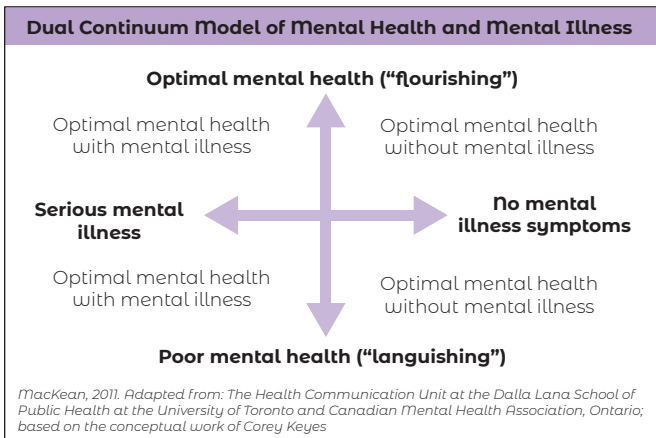 Dual Continuum Model of Mental Health and Mental Illness
Optimal mental health (“flourishing”)
Optimal mental health
with mental illness
Optimal mental health
without mental illness
Serious mental
illness
No mental
illness symptoms
Optimal mental health
with mental illness
Optimal mental health
without mental illness
Poor mental health (“languishing”)
MacKean, 2011. Adapted from: The Health Communication Unit at the Dalla Lana School of
Public Health at the University of Toronto and Canadian Mental Health Association, Ontario;
based on the conceptual work of Corey Keyes